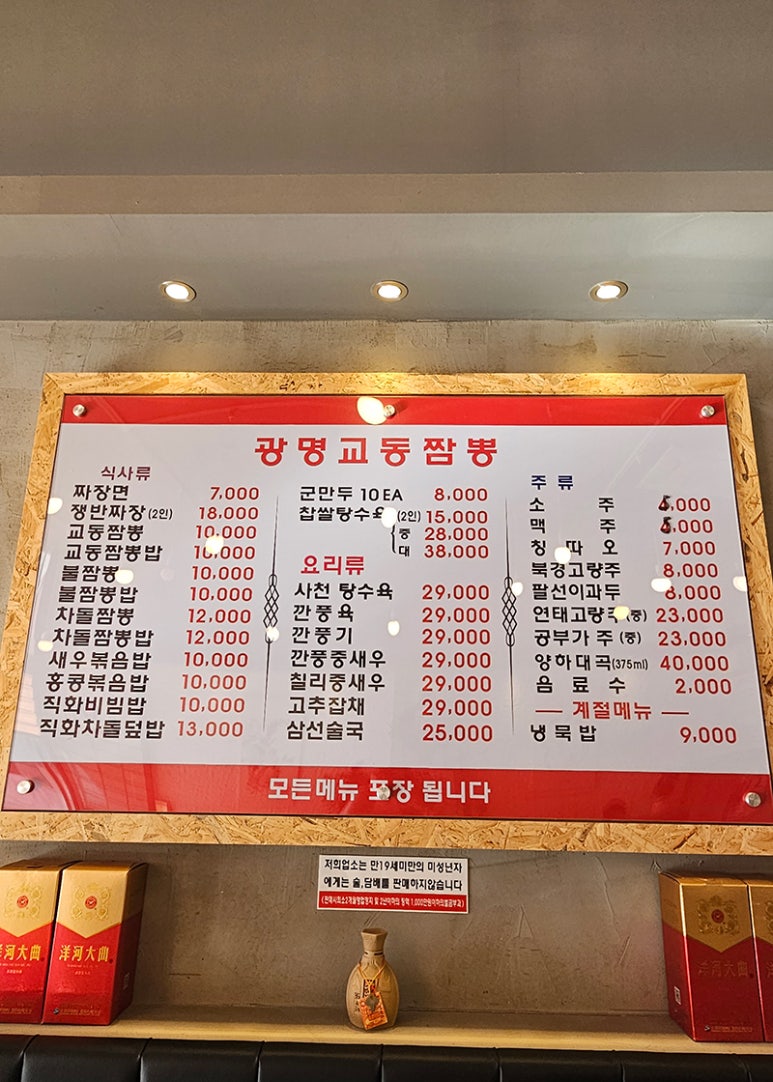 광명교동짬뽕
식사류
짜장면 7,000
쟁반짜장 (2인) 18,000
교동짬뽕 10,000
교동짬뽕밥 10,000
불짬뽕 10,000
불짬뽕밥 10,000
차돌짬뽕 12,000
차돌짬뽕밥 12,000
새우볶음밥 10,000
홍콩볶음밥 10,000
직화비빔밥 10,000
직화차돌덮밥 13,000
군만두 10EA 8,000
찹쌀탕수육 (2인) 15,000
중 28,000
대 38,000
요리류
사천 탕수육 29,000
깐풍육 29,000
깐풍기 29,000
깐풍중새우 29,000
칠리중새우 29,000
고추잡채 29,000
삼선술국 25,000
주류
소주 5,000
맥주 5,000
칭따오 7,000
북경고량주 8,000
팔선이과두 8,000
연태고량주 (중) 23,000
공부가주 (중) 23,000
양하대곡 (375ml) 40,000
음료수 2,000
계절메뉴
냉묵밥 9,000
모든메뉴 포장 됩니다
저희업소는 만19세미만의 미성년자
에게는 술,담배를 판매하지않습니다
洋河大曲
洋河大曲
洋河大曲